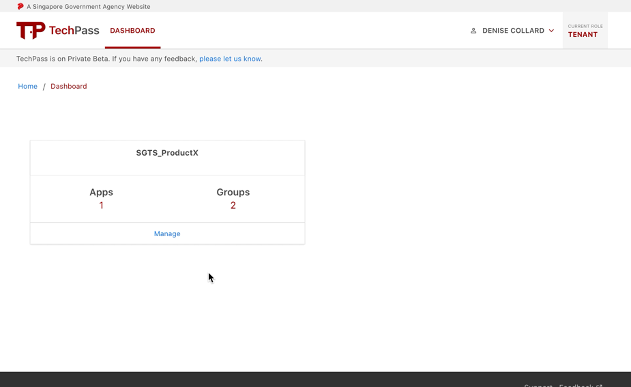 A Singapore Government Agency Website
TP TechPass DASHBOARD DENISE COLLARD CURRENT ROLE
TENANT
TechPass is on Private Beta. If you have any feedback, please let us know.
Home / Dashboard
SGTS_ProductX
Apps Groups
1 2
Manage
Support Feedback